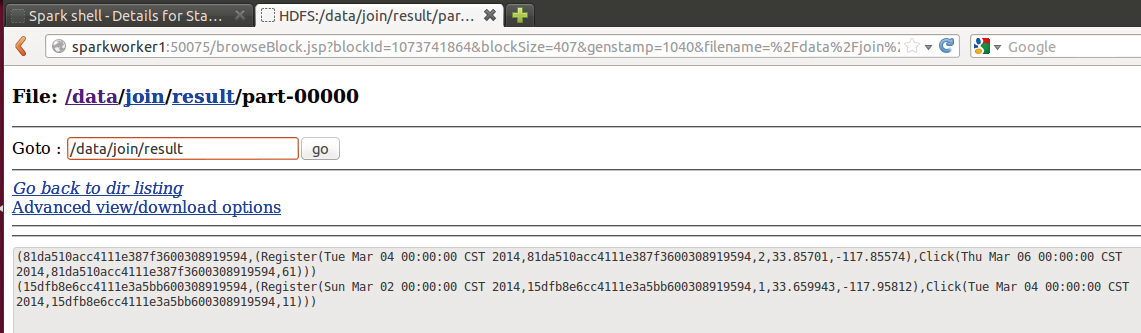 Spark shell - Details for Sta...
HDFS:/data/join/result/par...
sparkworker1:50075/browseBlock.jsp?blockId=1073741864&blockSize=407&genstamp=1040&filename=%2Fdata%2Fjoin%2
Google
File: /data/join/result/part-00000
Goto : /data/join/result go
Go back to dir listing
Advanced view/download options
(81da510acc4111e387f3600308919594,(Register(Tue Mar 04 00:00:00 CST 2014,81da510acc4111e387f3600308919594,2,33.85701,-117.85574),Click(Thu Mar 06 00:00:00 CST
2014,81da510acc4111e387f3600308919594,61)))
(15dfb8e6cc4111e3a5bb600308919594,(Register(Sun Mar 02 00:00:00 CST 2014,15dfb8e6cc4111e3a5bb600308919594,1,33.659943,-117.95812),Click(Tue Mar 04 00:00:00 CST
2014,15dfb8e6cc4111e3a5bb600308919594,11)))